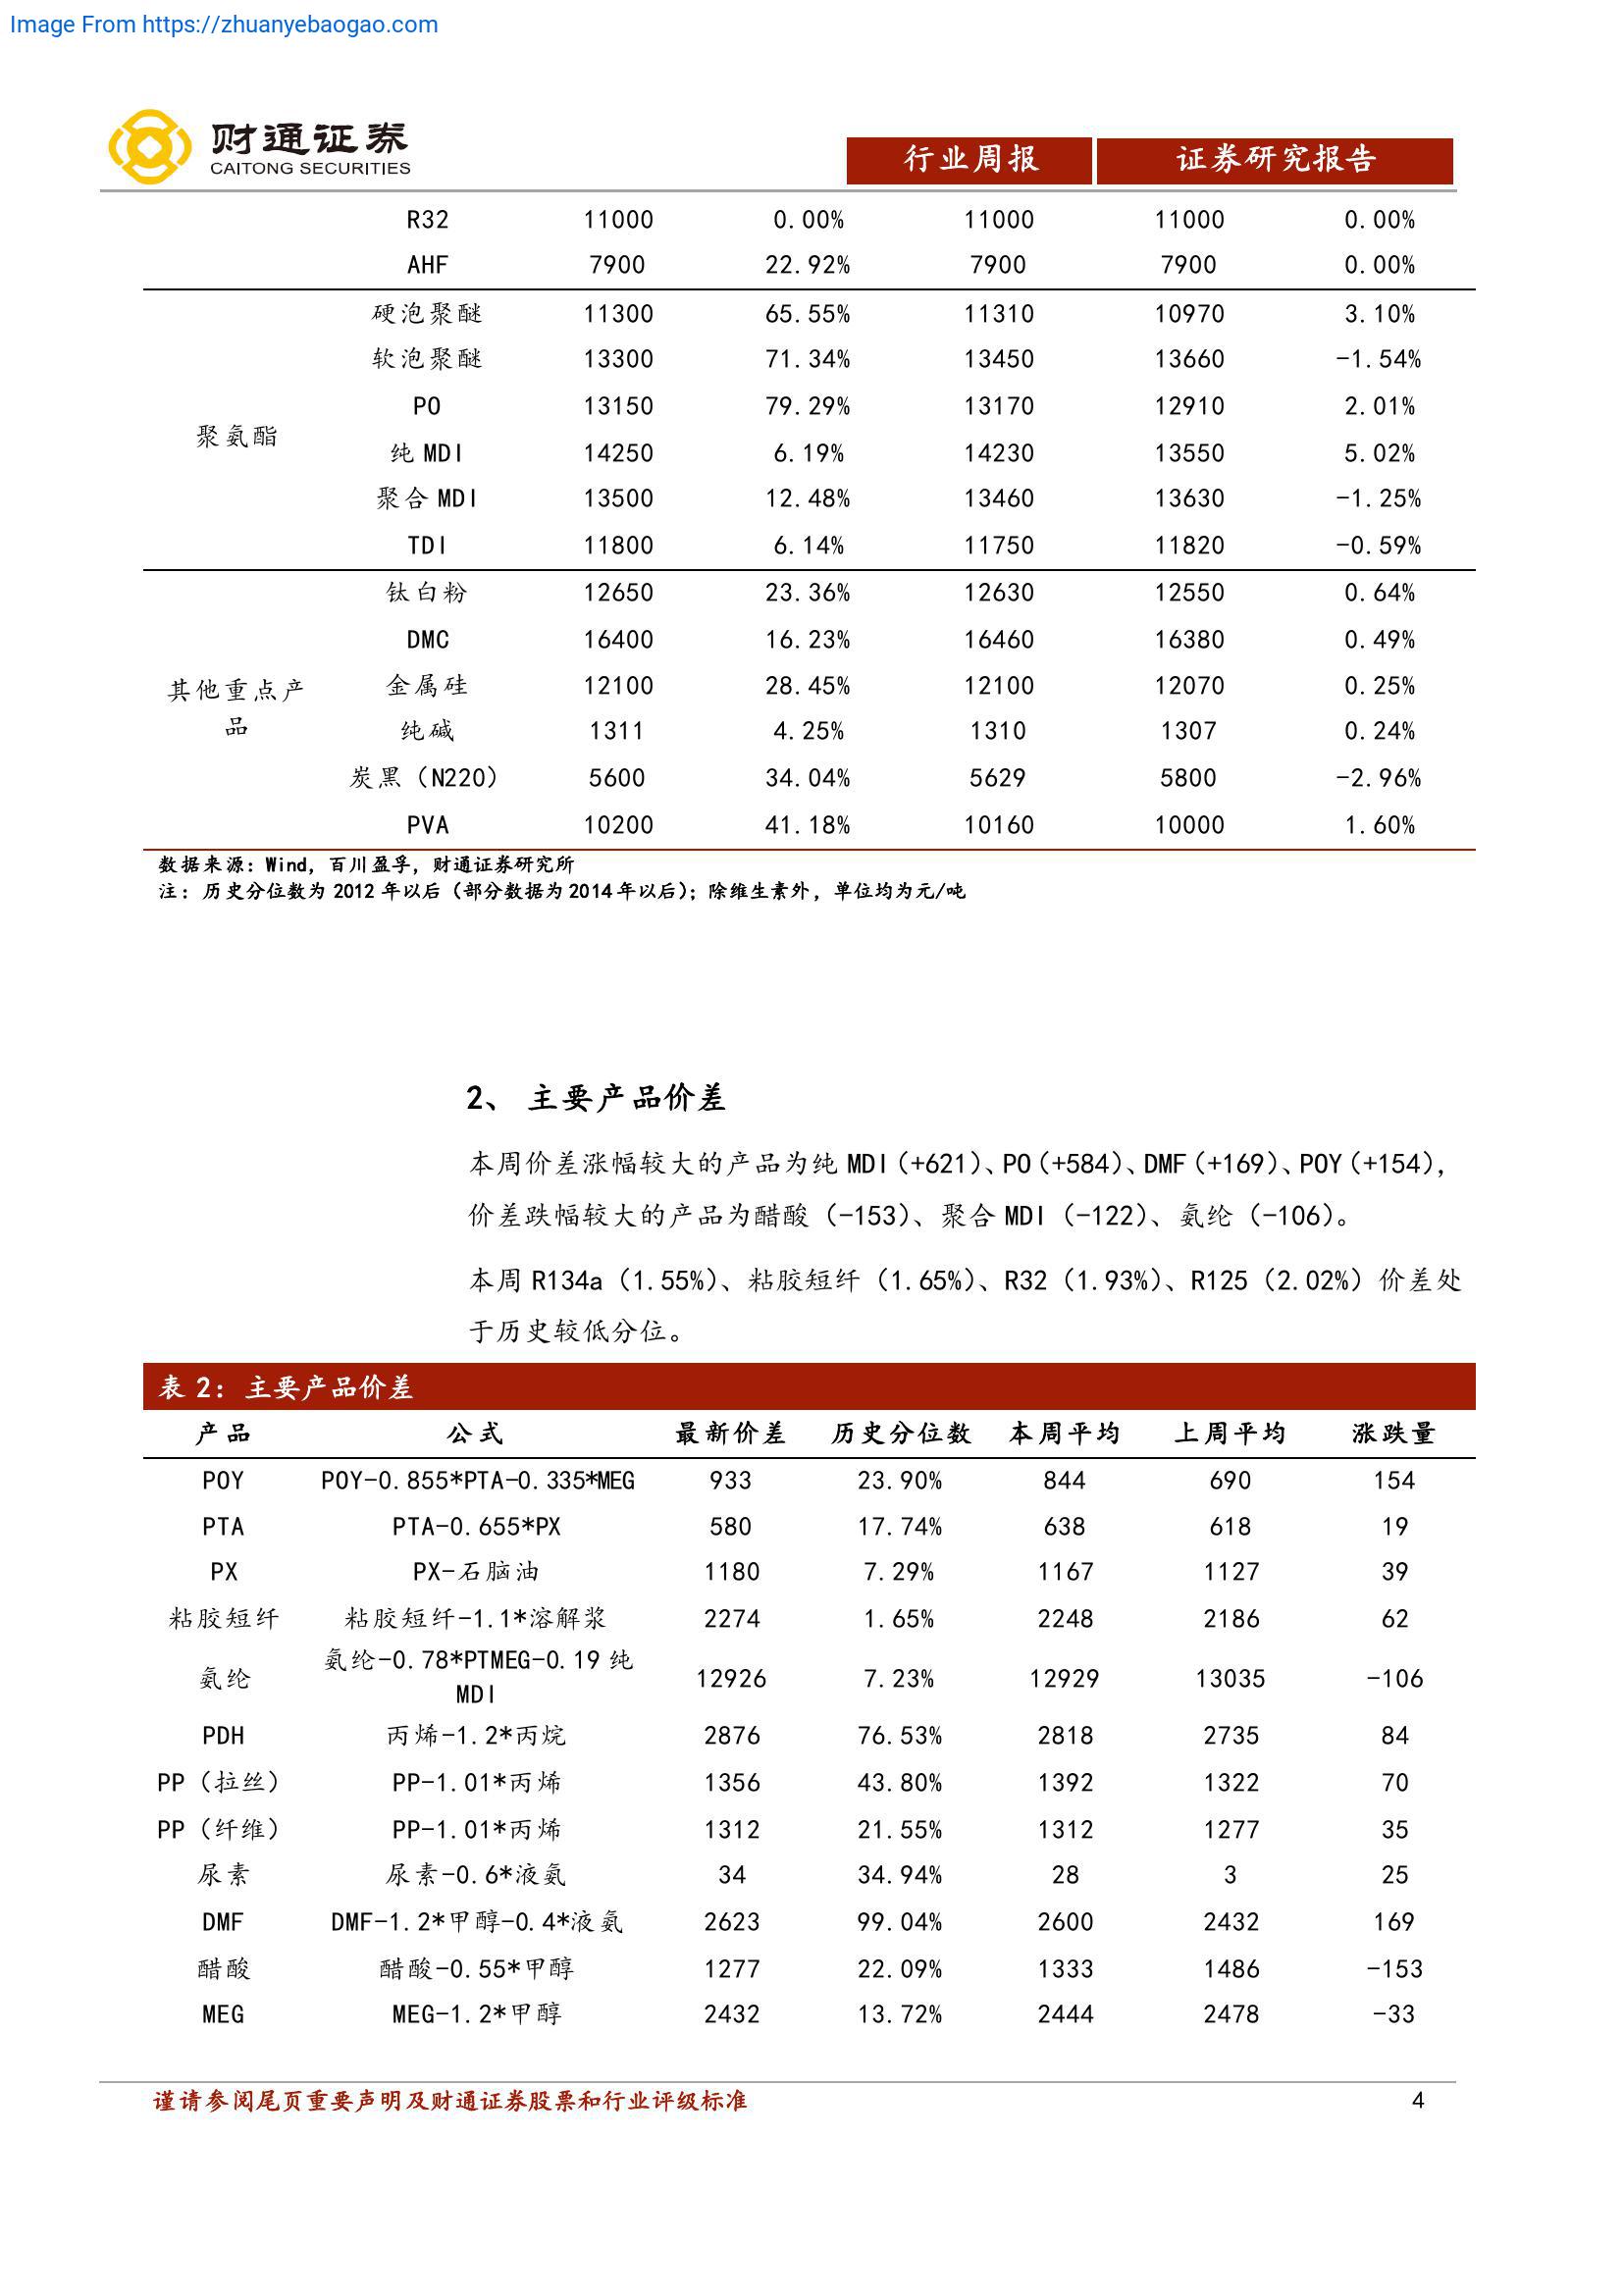 Image From https://zhuanyebaogao.com
财通证券
CAITONG SECURITIES
行业周报 证券研究报告
R32 11000 0.00% 11000 11000 0.00%
AHF 7900 22.92% 7900 7900 0.00%
硬泡聚醚 11300 65.55% 11310 10970 3.10%
软泡聚醚 13300 71.34% 13450 13660 -1.54%
PO 13150 79.29% 13170 12910 2.01%
聚氨酯
纯 MDI 14250 6.19% 14230 13550 5.02%
聚合 MDI 13500 12.48% 13460 13630 -1.25%
TDI 11800 6.14% 11750 11820 -0.59%
钛白粉 12650 23.36% 12630 12550 0.64%
DMC 16400 16.23% 16460 16380 0.49%
其他重点产
品
金属硅 12100 28.45% 12100 12070 0.25%
纯碱 1311 4.25% 1310 1307 0.24%
炭黑（N220） 5600 34.04% 5629 5800 -2.96%
PVA 10200 41.18% 10160 10000 1.60%
数据来源：Wind，百川盈孚，财通证券研究所
注：历史分位数为 2012 年以后（部分数据为 2014 年以后）；除维生素外，单位均为元/吨
2、 主要产品价差
本周价差涨幅较大的产品为纯 MDI（+621）、PO（+584）、DMF（+169）、POY（+154），
价差跌幅较大的产品为醋酸（-153）、聚合 MDI（-122）、氨纶（-106）。
本周 R134a（1.55%）、粘胶短纤（1.65%）、R32（1.93%）、R125（2.02%）价差处
于历史较低分位。
表 2：主要产品价差
产品 公式 最新价差 历史分位数 本周平均 上周平均 涨跌量
POY POY-0.855*PTA-0.335*MEG 933 23.90% 844 690 154
PTA PTA-0.655*PX 580 17.74% 638 618 19
PX PX-石脑油 1180 7.29% 1167 1127 39
粘胶短纤 粘胶短纤-1.1*溶解浆 2274 1.65% 2248 2186 62
氨纶-0.78*PTMEG-0.19 纯
MDI
氨纶 12926 7.23% 12929 13035 -106
PDH 丙烯-1.2*丙烷 2876 76.53% 2818 2735 84
PP（拉丝） PP-1.01*丙烯 1356 43.80% 1392 1322 70
PP（纤维） PP-1.01*丙烯 1312 21.55% 1312 1277 35
尿素 尿素-0.6*液氨 34 34.94% 28 3 25
DMF DMF-1.2*甲醇-0.4*液氨 2623 99.04% 2600 2432 169
醋酸 醋酸-0.55*甲醇 1277 22.09% 1333 1486 -153
MEG MEG-1.2*甲醇 2432 13.72% 2444 2478 -33
谨请参阅尾页重要声明及财通证券股票和行业评级标准 4